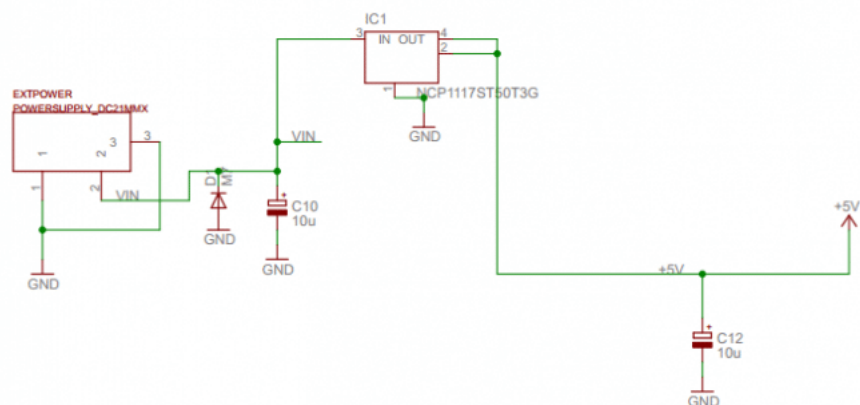 IC1
3
IN OUT
4
2
1
NCP1117ST50T3G
GND
EXTPOWER
POWERSUPPLY_DC21MMX
3
3
1
2
1
2
VIN
VIN
D1
GND
+
C10
10u
GND
GND
+5V
+5V
+
C12
10u
GND